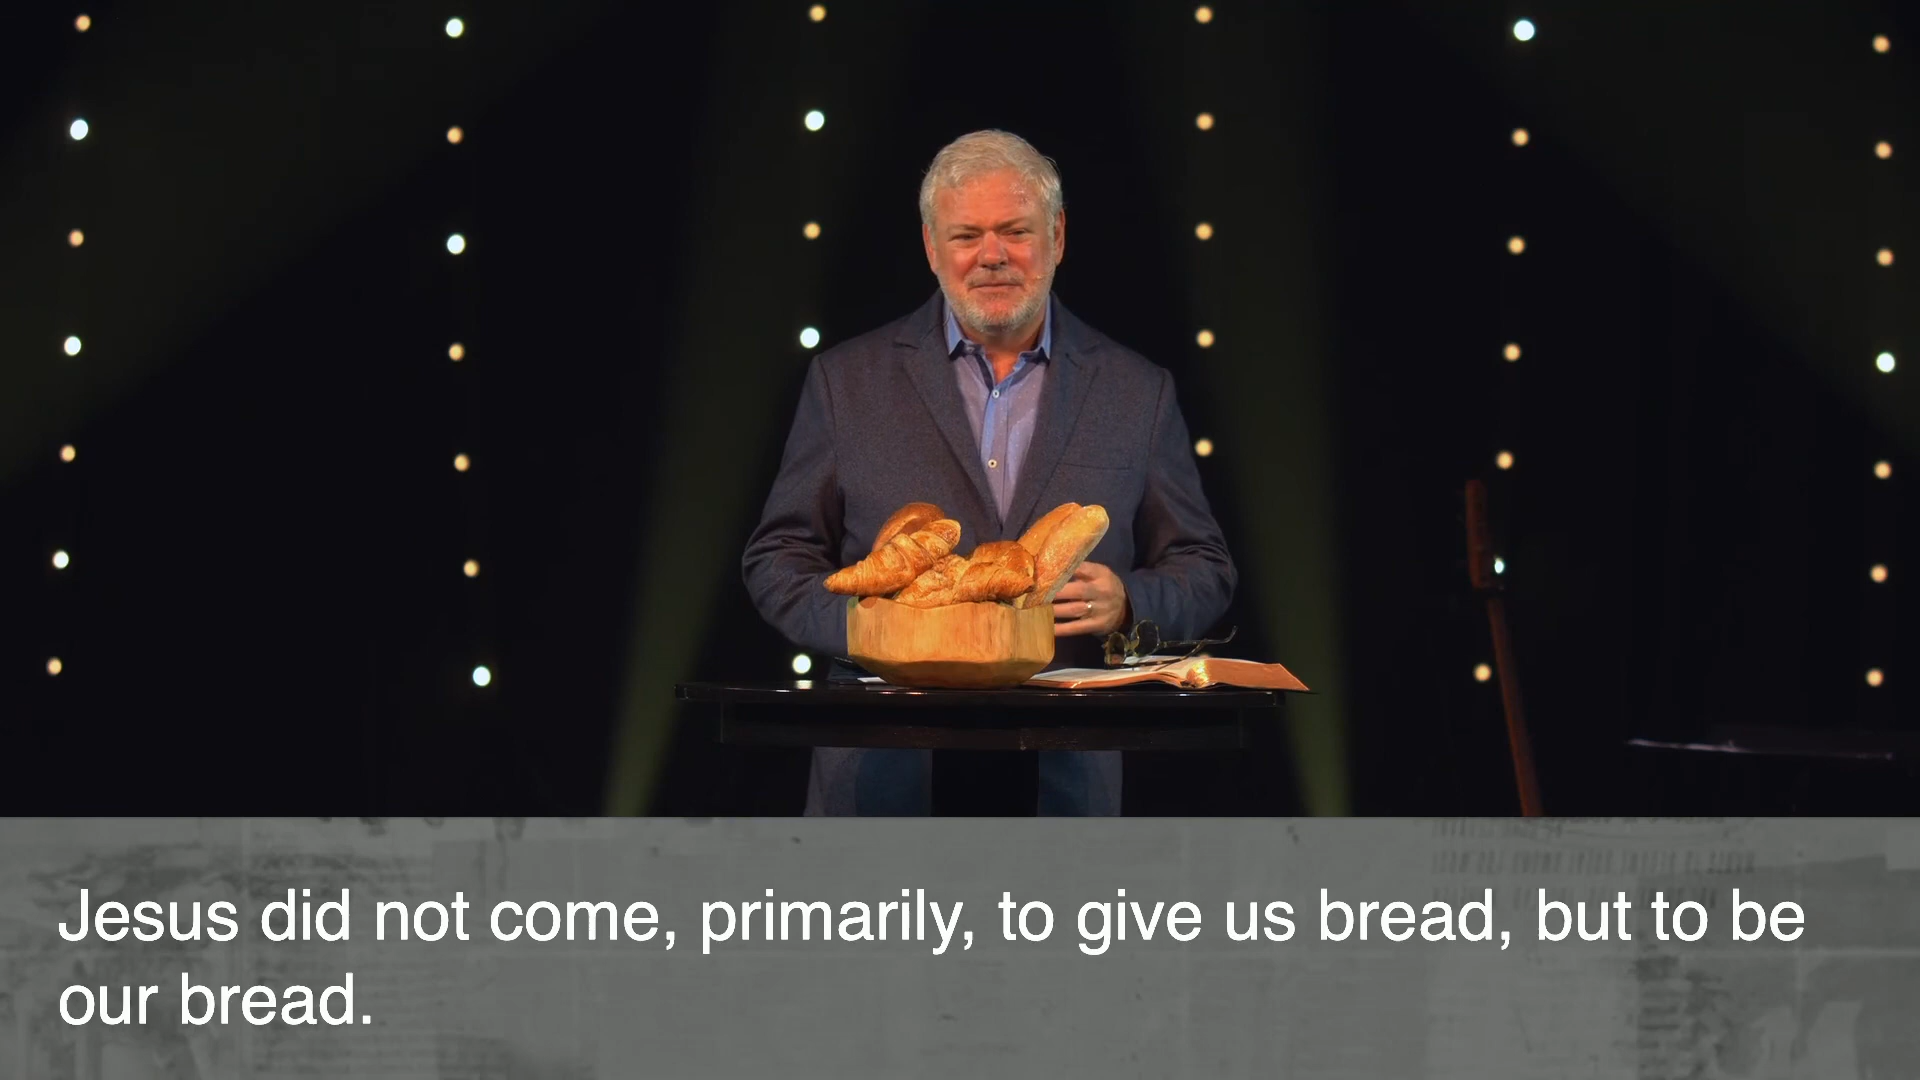 Jesus did not come, primarily, to give us bread, but to be
our bread.